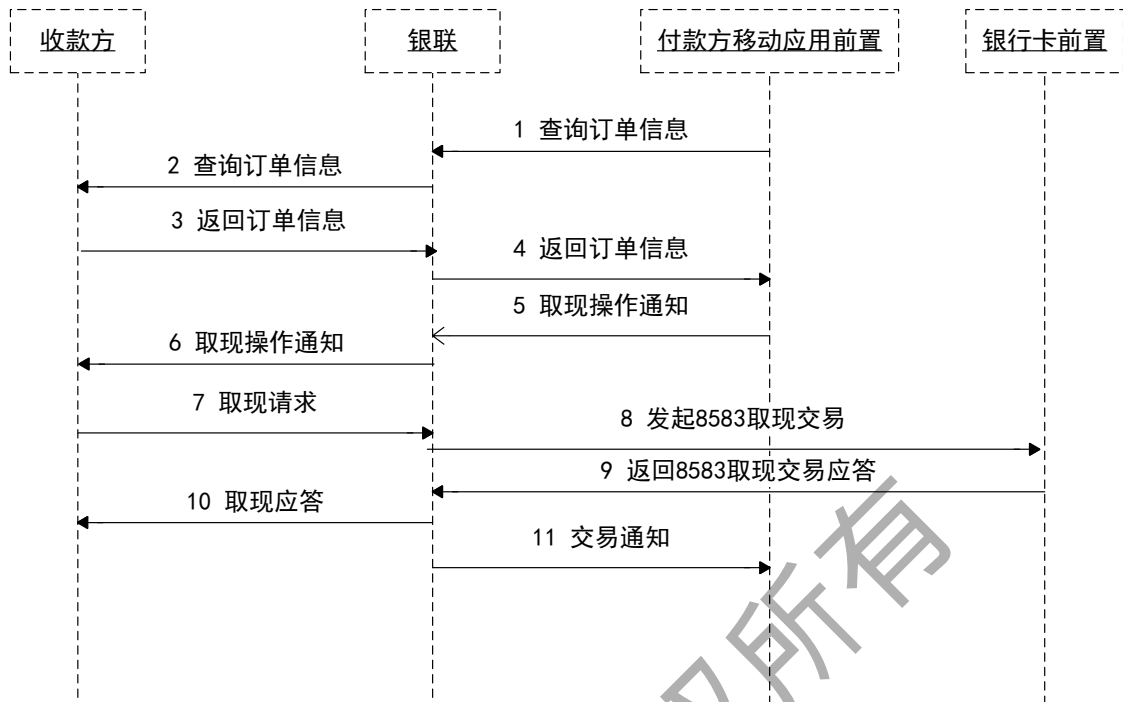 收款方
银联
付款方移动应用前置
银行卡前置
1 查询订单信息
2 查询订单信息
3 返回订单信息
4 返回订单信息
5 取现操作通知
6 取现操作通知
7 取现请求
8 发起8583取现交易
9 返回8583取现交易应答
10 取现应答
11 交易通知
权所有